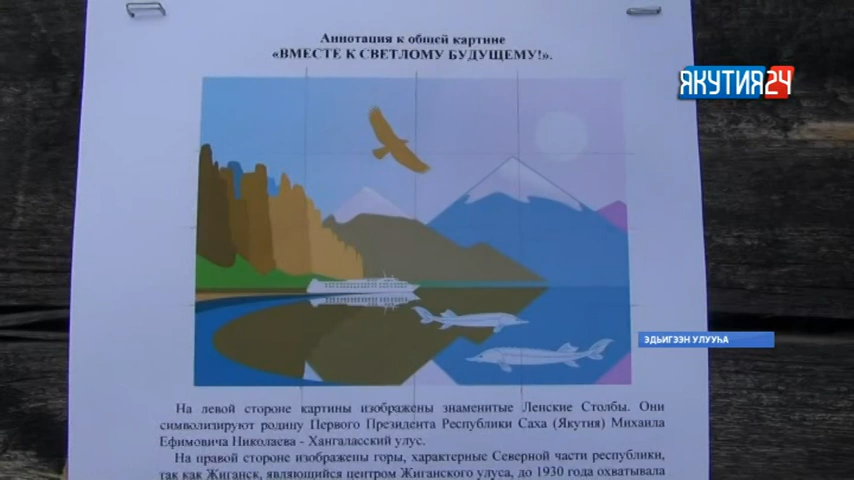 Аннотация к общей картине
«ВМЕСТЕ К СВЕТЛОМУ БУДУЩЕМУ!».
ЯКУТИЯ24
ЭДЬИГЭЭН УЛУУҺА
На левой стороне картины изображены знаменитые Ленские Столбы. Они
символизируют родину Первого Президента Республики Саха (Якутия) Михаила
Ефимовича Николаева - Хангаласский улус.
На правой стороне изображены горы, характерные Северной части республики,
так как Жиганск, являющийся центром Жиганского улуса, до 1930 года охватывала